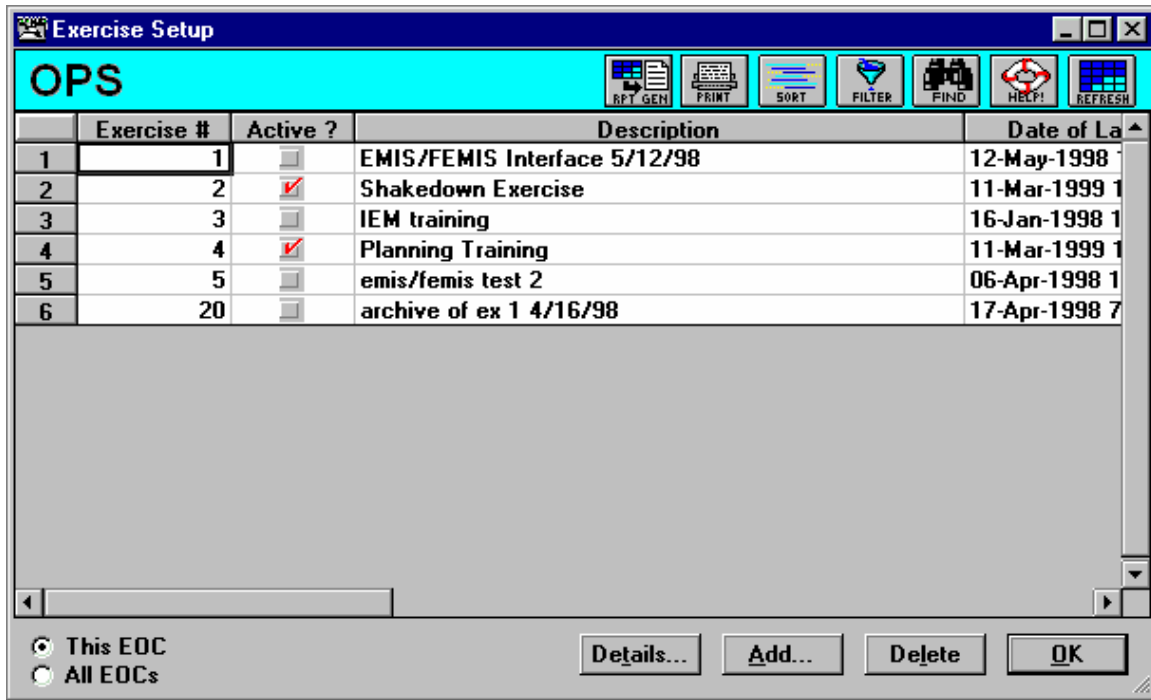 Exercise Setup
OPS
RPT GEN PRINT SORT FILTER FIND HELP! REFRESH
Exercise # Active ? Description Date of La
1 1 EMIS/FEMIS Interface 5/12/98 12-May-1998 1
2 2 Shakedown Exercise 11-Mar-1999 1
3 3 IEM training 16-Jan-1998 1
4 4 Planning Training 11-Mar-1999 1
5 5 emis/femis test 2 06-Apr-1998 1
6 20 archive of ex 1 4/16/98 17-Apr-1998 7
This EOC
All EOCs
Details... Add... Delete OK